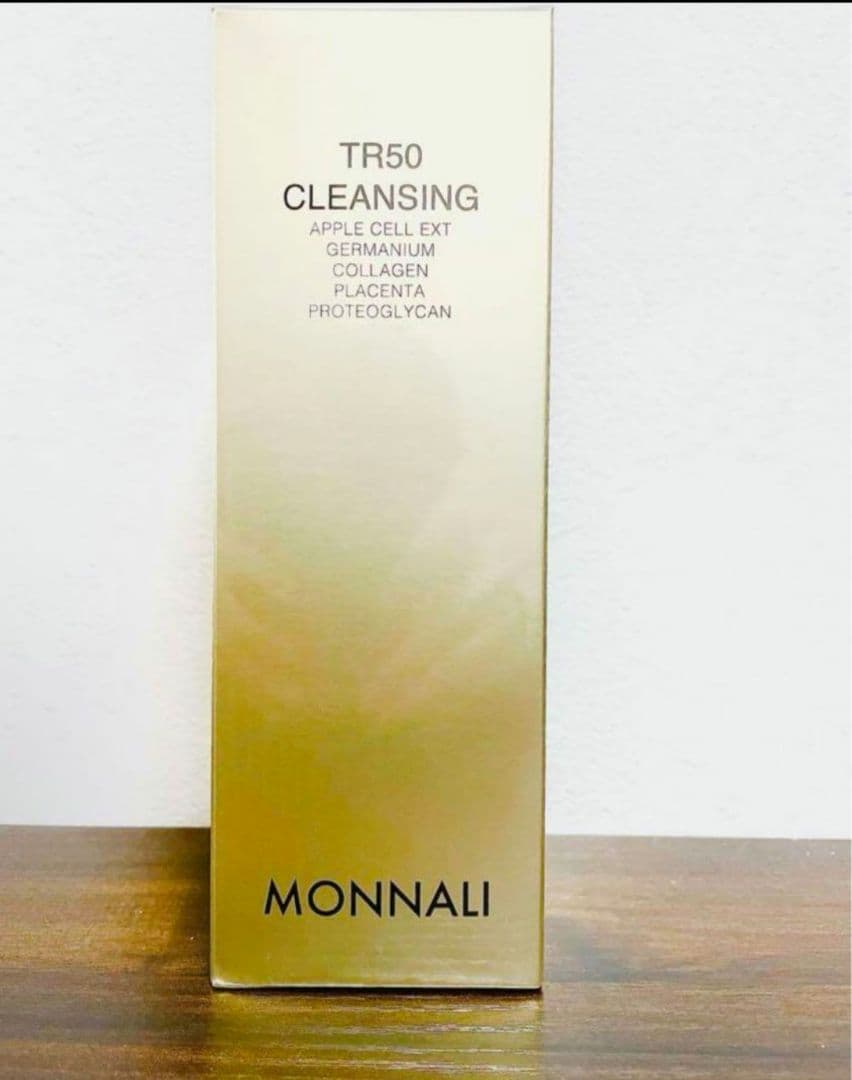 TR50
CLEANSING
APPLE CELL EXT
GERMANIUM
COLLAGEN
PLACENTA
PROTEOGLYCAN
MONNALI